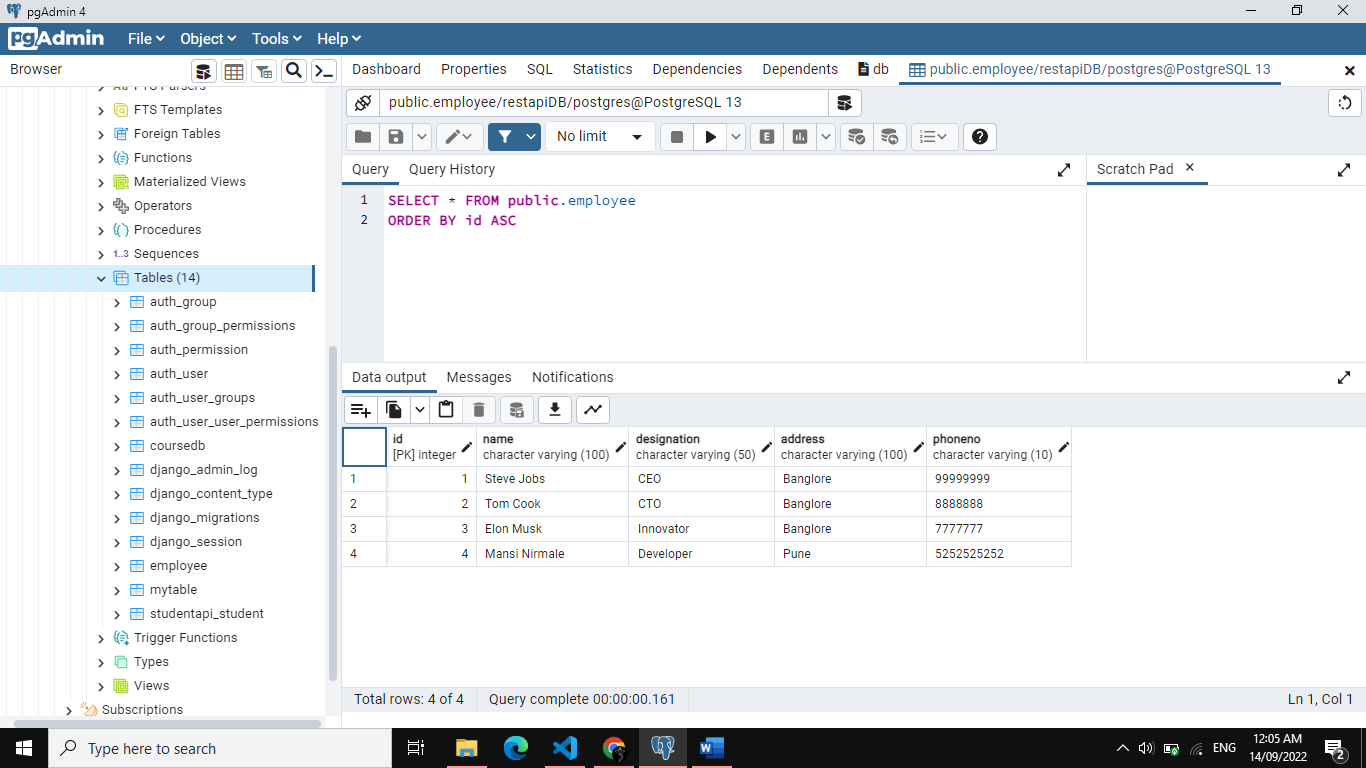 pgAdmin 4
pgAdmin File Object Tools Help
Browser
Dashboard Properties SQL Statistics Dependencies Dependents db public.employee/restapiDB/postgres@PostgreSQL 13
FTS Parsers
FTS Templates
Foreign Tables
Functions
Materialized Views
Operators
Procedures
1..3 Sequences
Tables (14)
auth_group
auth_group_permissions
auth_permission
auth_user
auth_user_groups
auth_user_user_permissions
coursedb
django_admin_log
django_content_type
django_migrations
django_session
employee
mytable
studentapi_student
Trigger Functions
Types
Views
Subscriptions
public.employee/restapiDB/postgres@PostgreSQL 13
No limit E
Query Query History
Scratch Pad
1 SELECT * FROM public.employee
2 ORDER BY id ASC
Data output Messages Notifications
id name designation address phoneno
[PK] integer character varying (100) character varying (50) character varying (100) character varying (10)
1 1 Steve Jobs CEO Banglore 99999999
2 2 Tom Cook CTO Banglore 8888888
3 3 Elon Musk Innovator Banglore 7777777
4 4 Mansi Nirmale Developer Pune 5252525252
Total rows: 4 of 4 Query complete 00:00:00.161 Ln 1, Col 1
Type here to search
ENG
12:05 AM
14/09/2022
2